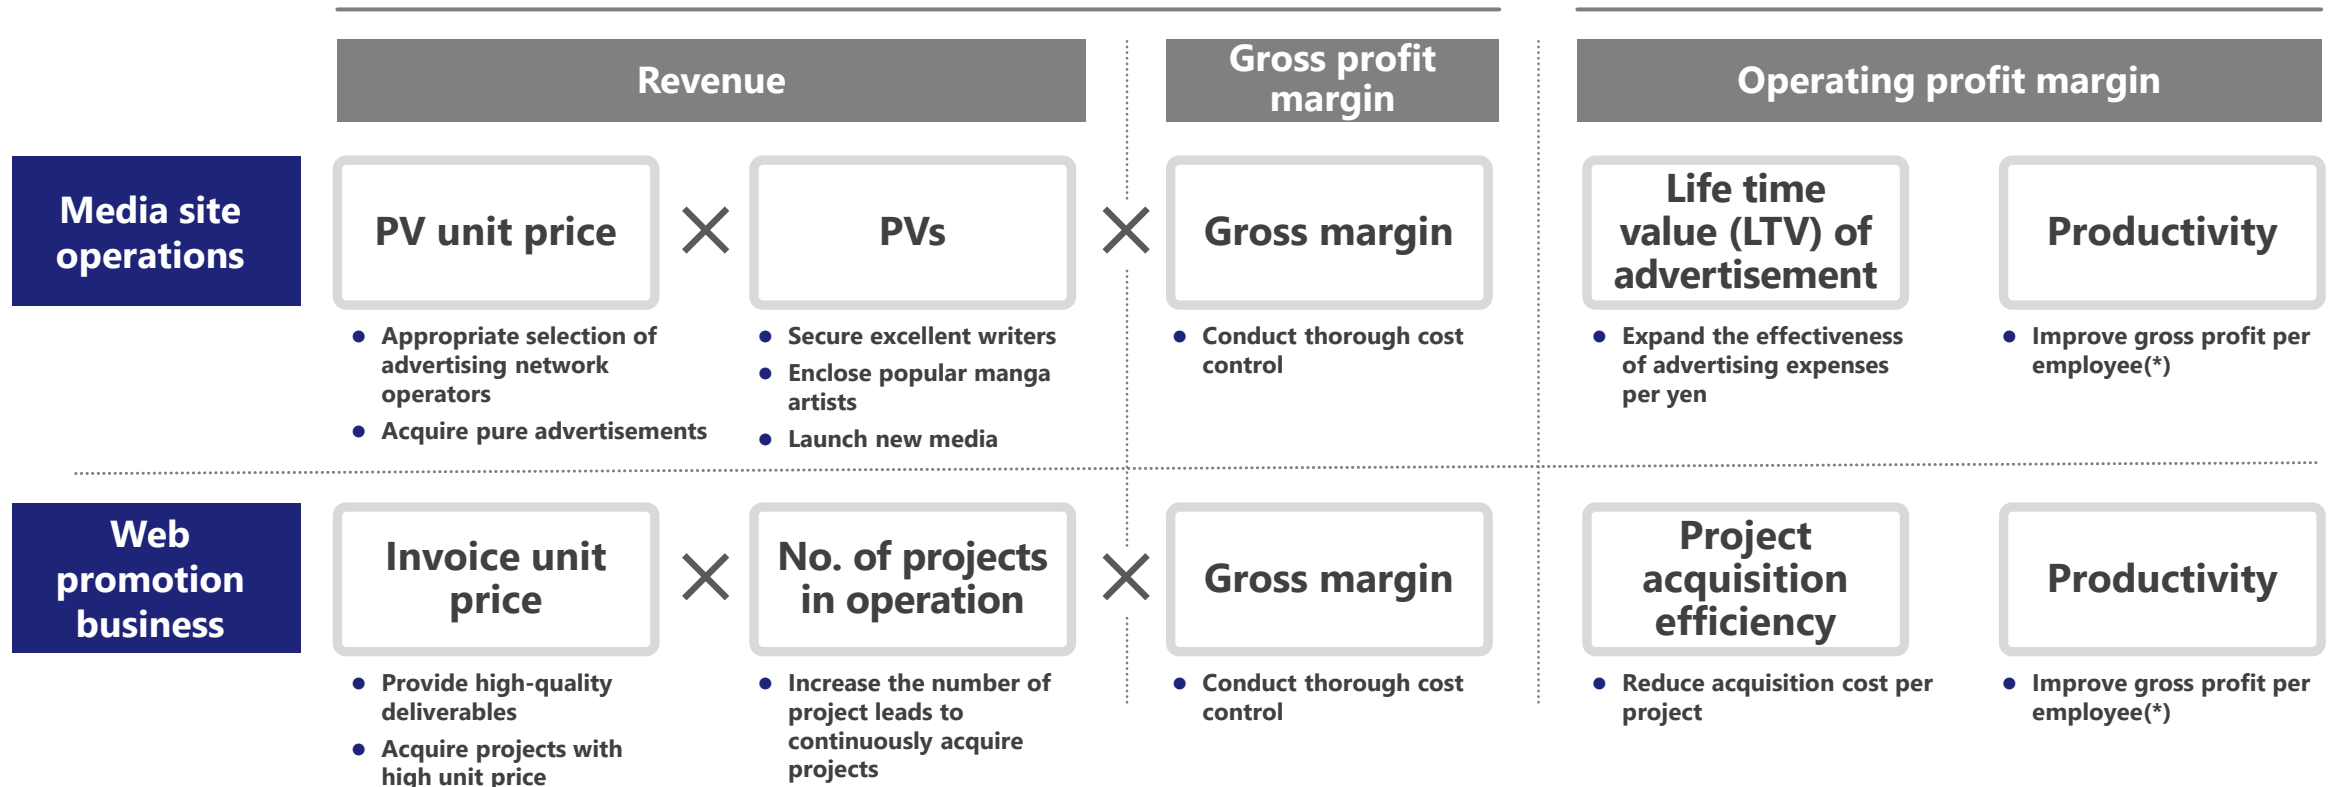 Revenue
Gross profit
margin
Operating profit margin
Media site
operations
PV unit price
PVs
Gross margin
Life time
value (LTV) of
advertisement
Productivity
Appropriate selection of
advertising network
operators
Acquire pure advertisements
Secure excellent writers
Enclose popular manga
artists
Launch new media
Conduct thorough cost
control
Expand the effectiveness
of advertising expenses
per yen
Improve gross profit per
employee(*)
Web
promotion
business
Invoice unit
price
No. of projects
in operation
Gross margin
Project
acquisition
efficiency
Productivity
Provide high-quality
deliverables
Acquire projects with
high unit price
Increase the number of
project leads to
continuously acquire
projects
Conduct thorough cost
control
Reduce acquisition cost per
project
Improve gross profit per
employee(*)